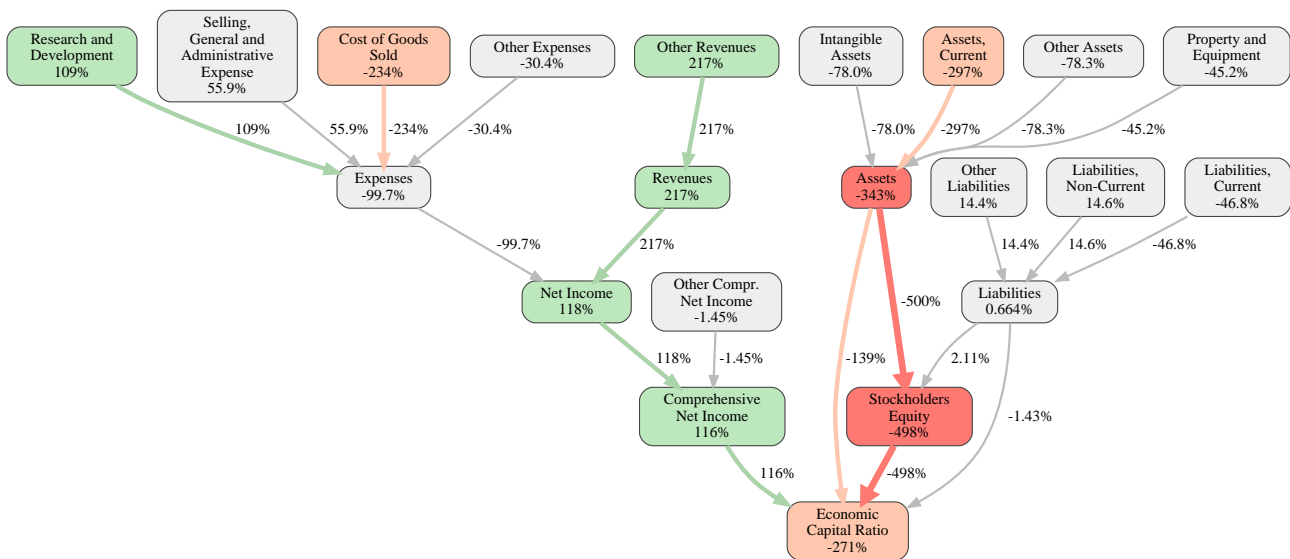 Research and
Development
109%
Selling,
General and
Administrative
Expense
55.9%
Cost of Goods
Sold
-234%
Other Expenses
-30.4%
Other Revenues
217%
Intangible
Assets
-78.0%
Assets,
Current
-297%
Other Assets
-78.3%
Property and
Equipment
-45.2%
109%
55.9%
-234%
-30.4%
217%
-78.0%
-297%
-78.3%
-45.2%
Expenses
-99.7%
Revenues
217%
Assets
-343%
Other
Liabilities
14.4%
Liabilities,
Non-Current
14.6%
Liabilities,
Current
-46.8%
-99.7%
217%
14.4%
14.6%
-46.8%
Net Income
118%
Other Compr.
Net Income
-1.45%
-500%
Liabilities
0.664%
118%
-1.45%
-139%
2.11%
-1.43%
Comprehensive
Net Income
116%
Stockholders
Equity
-498%
116%
-498%
Economic
Capital Ratio
-271%